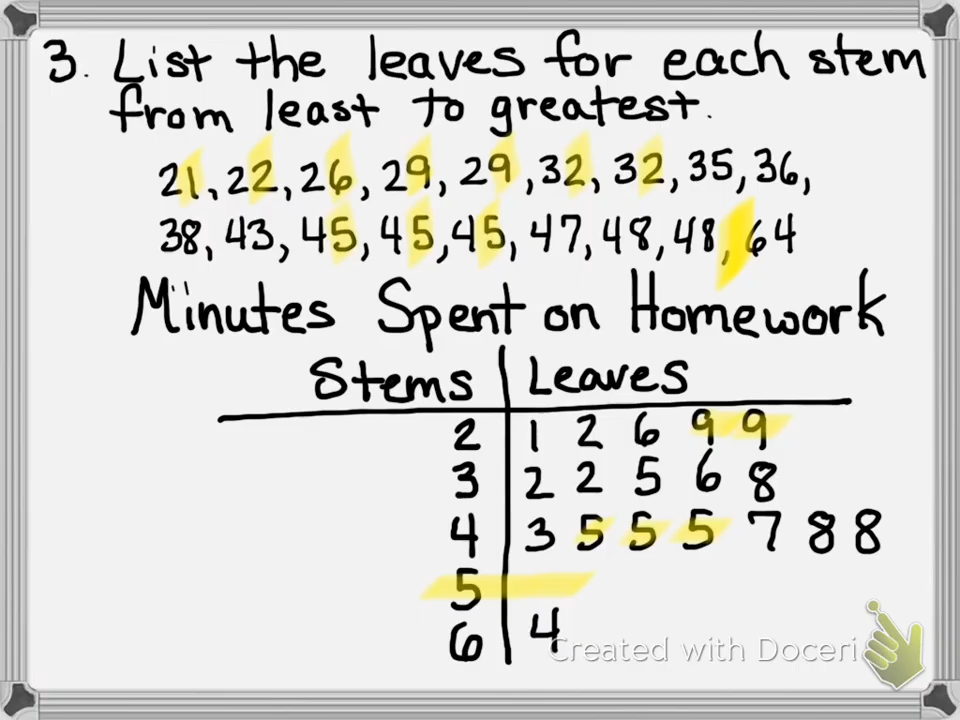 3. List the leaves for each stem
from least to greatest.
21, 22, 26, 29, 29, 32, 32, 35, 36,
38, 43, 45, 45, 45, 47, 48, 48, 64
Minutes Spent on Homework
Stems Leaves
2 1 2 6 9 9
3 2 2 5 6 8
4 3 5 5 5 7 8 8
5
6 4
Created with Doceri